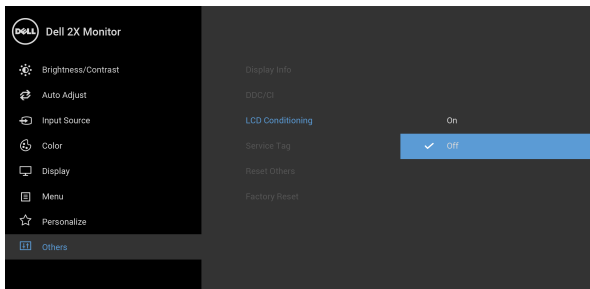 DELL Dell 2X Monitor
Brightness/Contrast
Auto Adjust
Input Source
Color
Display
Menu
Personalize
Others
Display Info
DDC/CI
LCD Conditioning
Service Tag
Reset Others
Factory Reset
On
Off